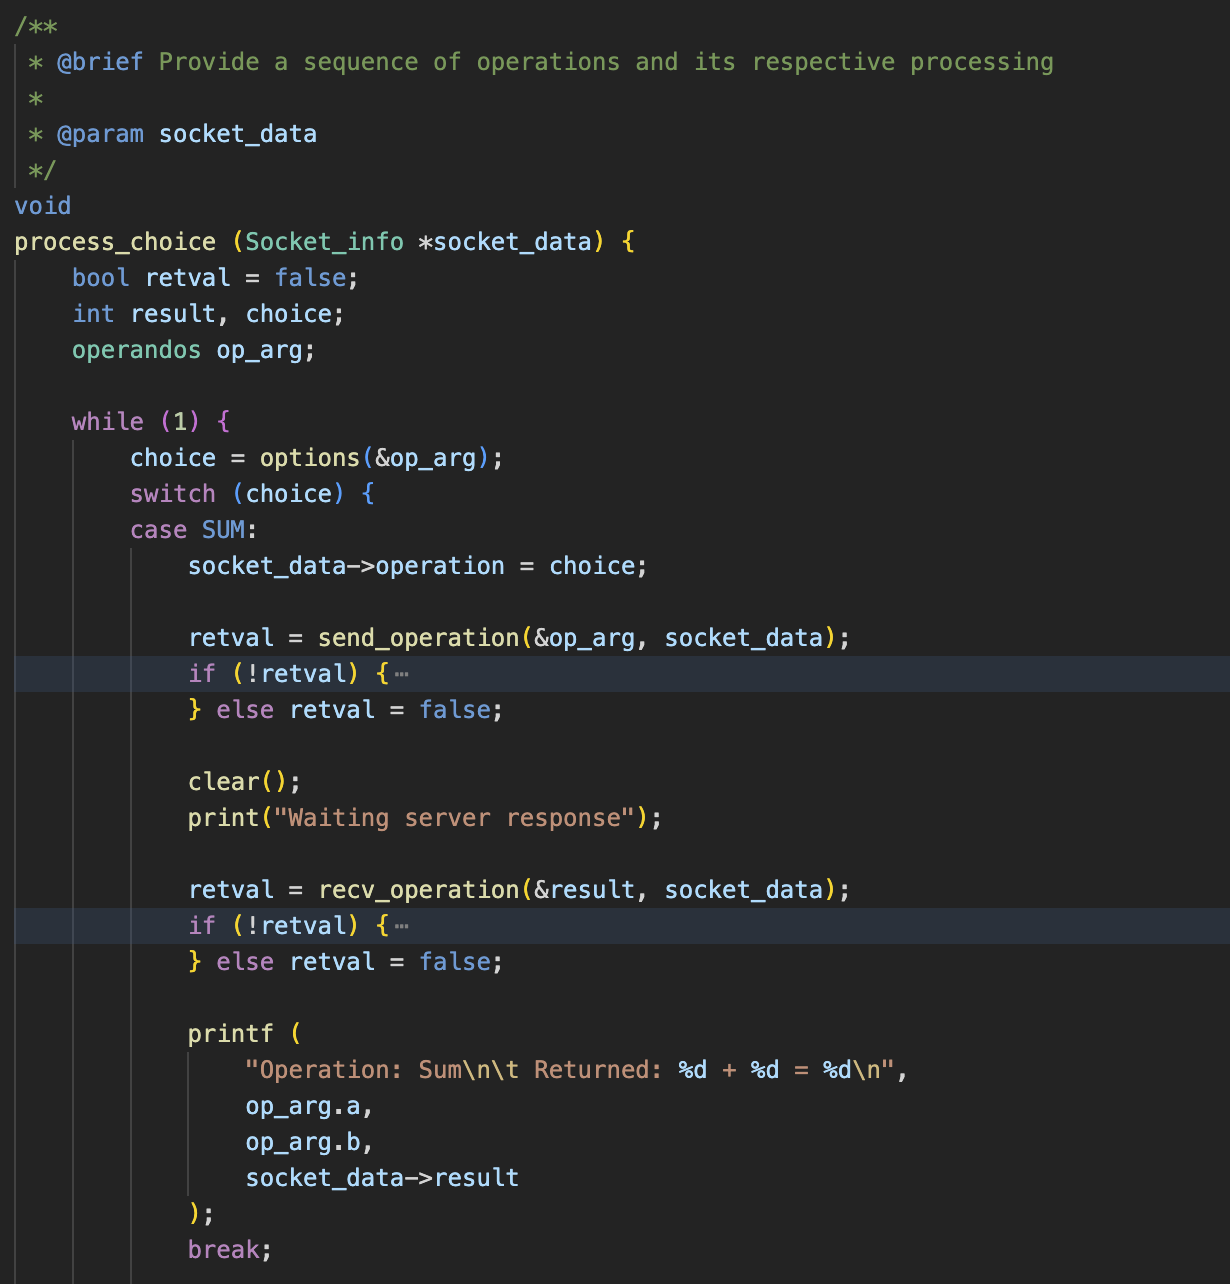 /**
 * @brief Provide a sequence of operations and its respective processing
 *
 * @param socket_data
 */
void
process_choice (Socket_info *socket_data) {
    bool retval = false;
    int result, choice;
    operandos op_arg;

    while (1) {
        choice = options(&op_arg);
        switch (choice) {
        case SUM:
            socket_data->operation = choice;

            retval = send_operation(&op_arg, socket_data);
            if (!retval) {⋯
            } else retval = false;

            clear();
            print("Waiting server response");

            retval = recv_operation(&result, socket_data);
            if (!retval) {⋯
            } else retval = false;

            printf (
                "Operation: Sum\n\t Returned: %d + %d = %d\n",
                op_arg.a,
                op_arg.b,
                socket_data->result
            );
            break;